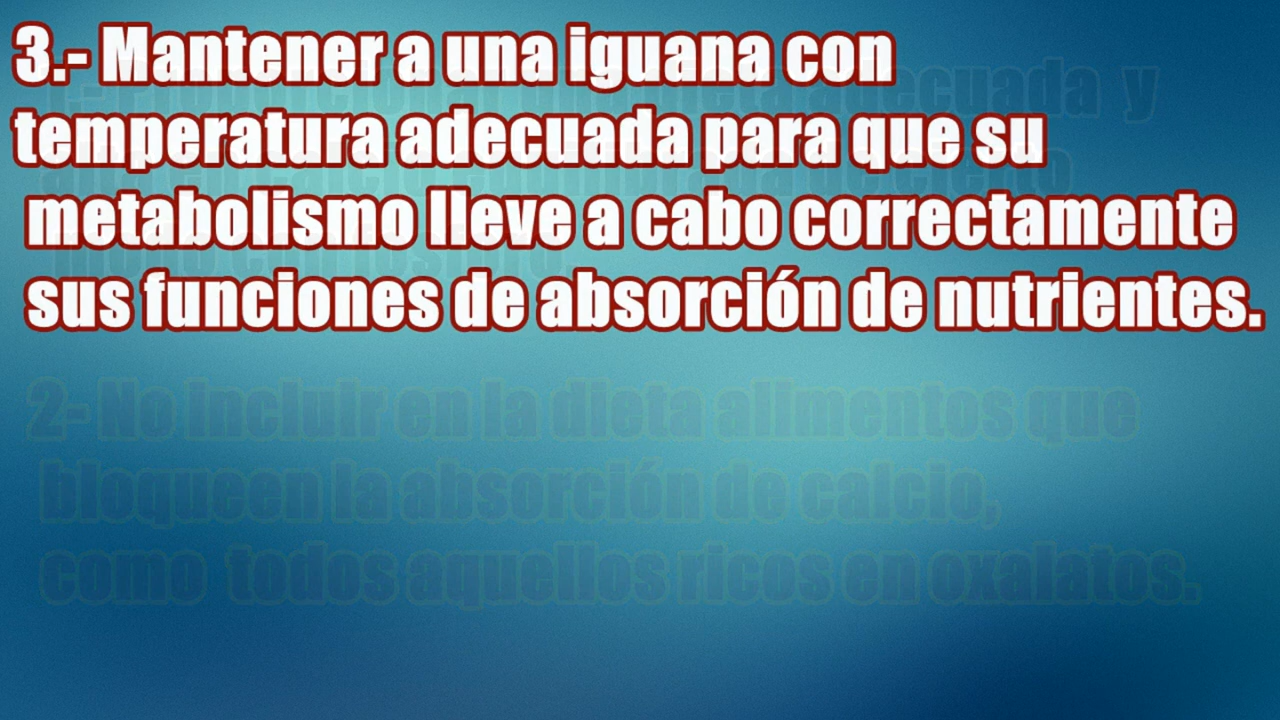 3.- Mantener a una iguana con
temperatura adecuada para que su
metabolismo lleve a cabo correctamente
sus funciones de absorción de nutrientes.
2- No incluir en la dieta alimentos que
bloqueen la absorción de calcio,
como todos aquellos ricos en oxalatos.